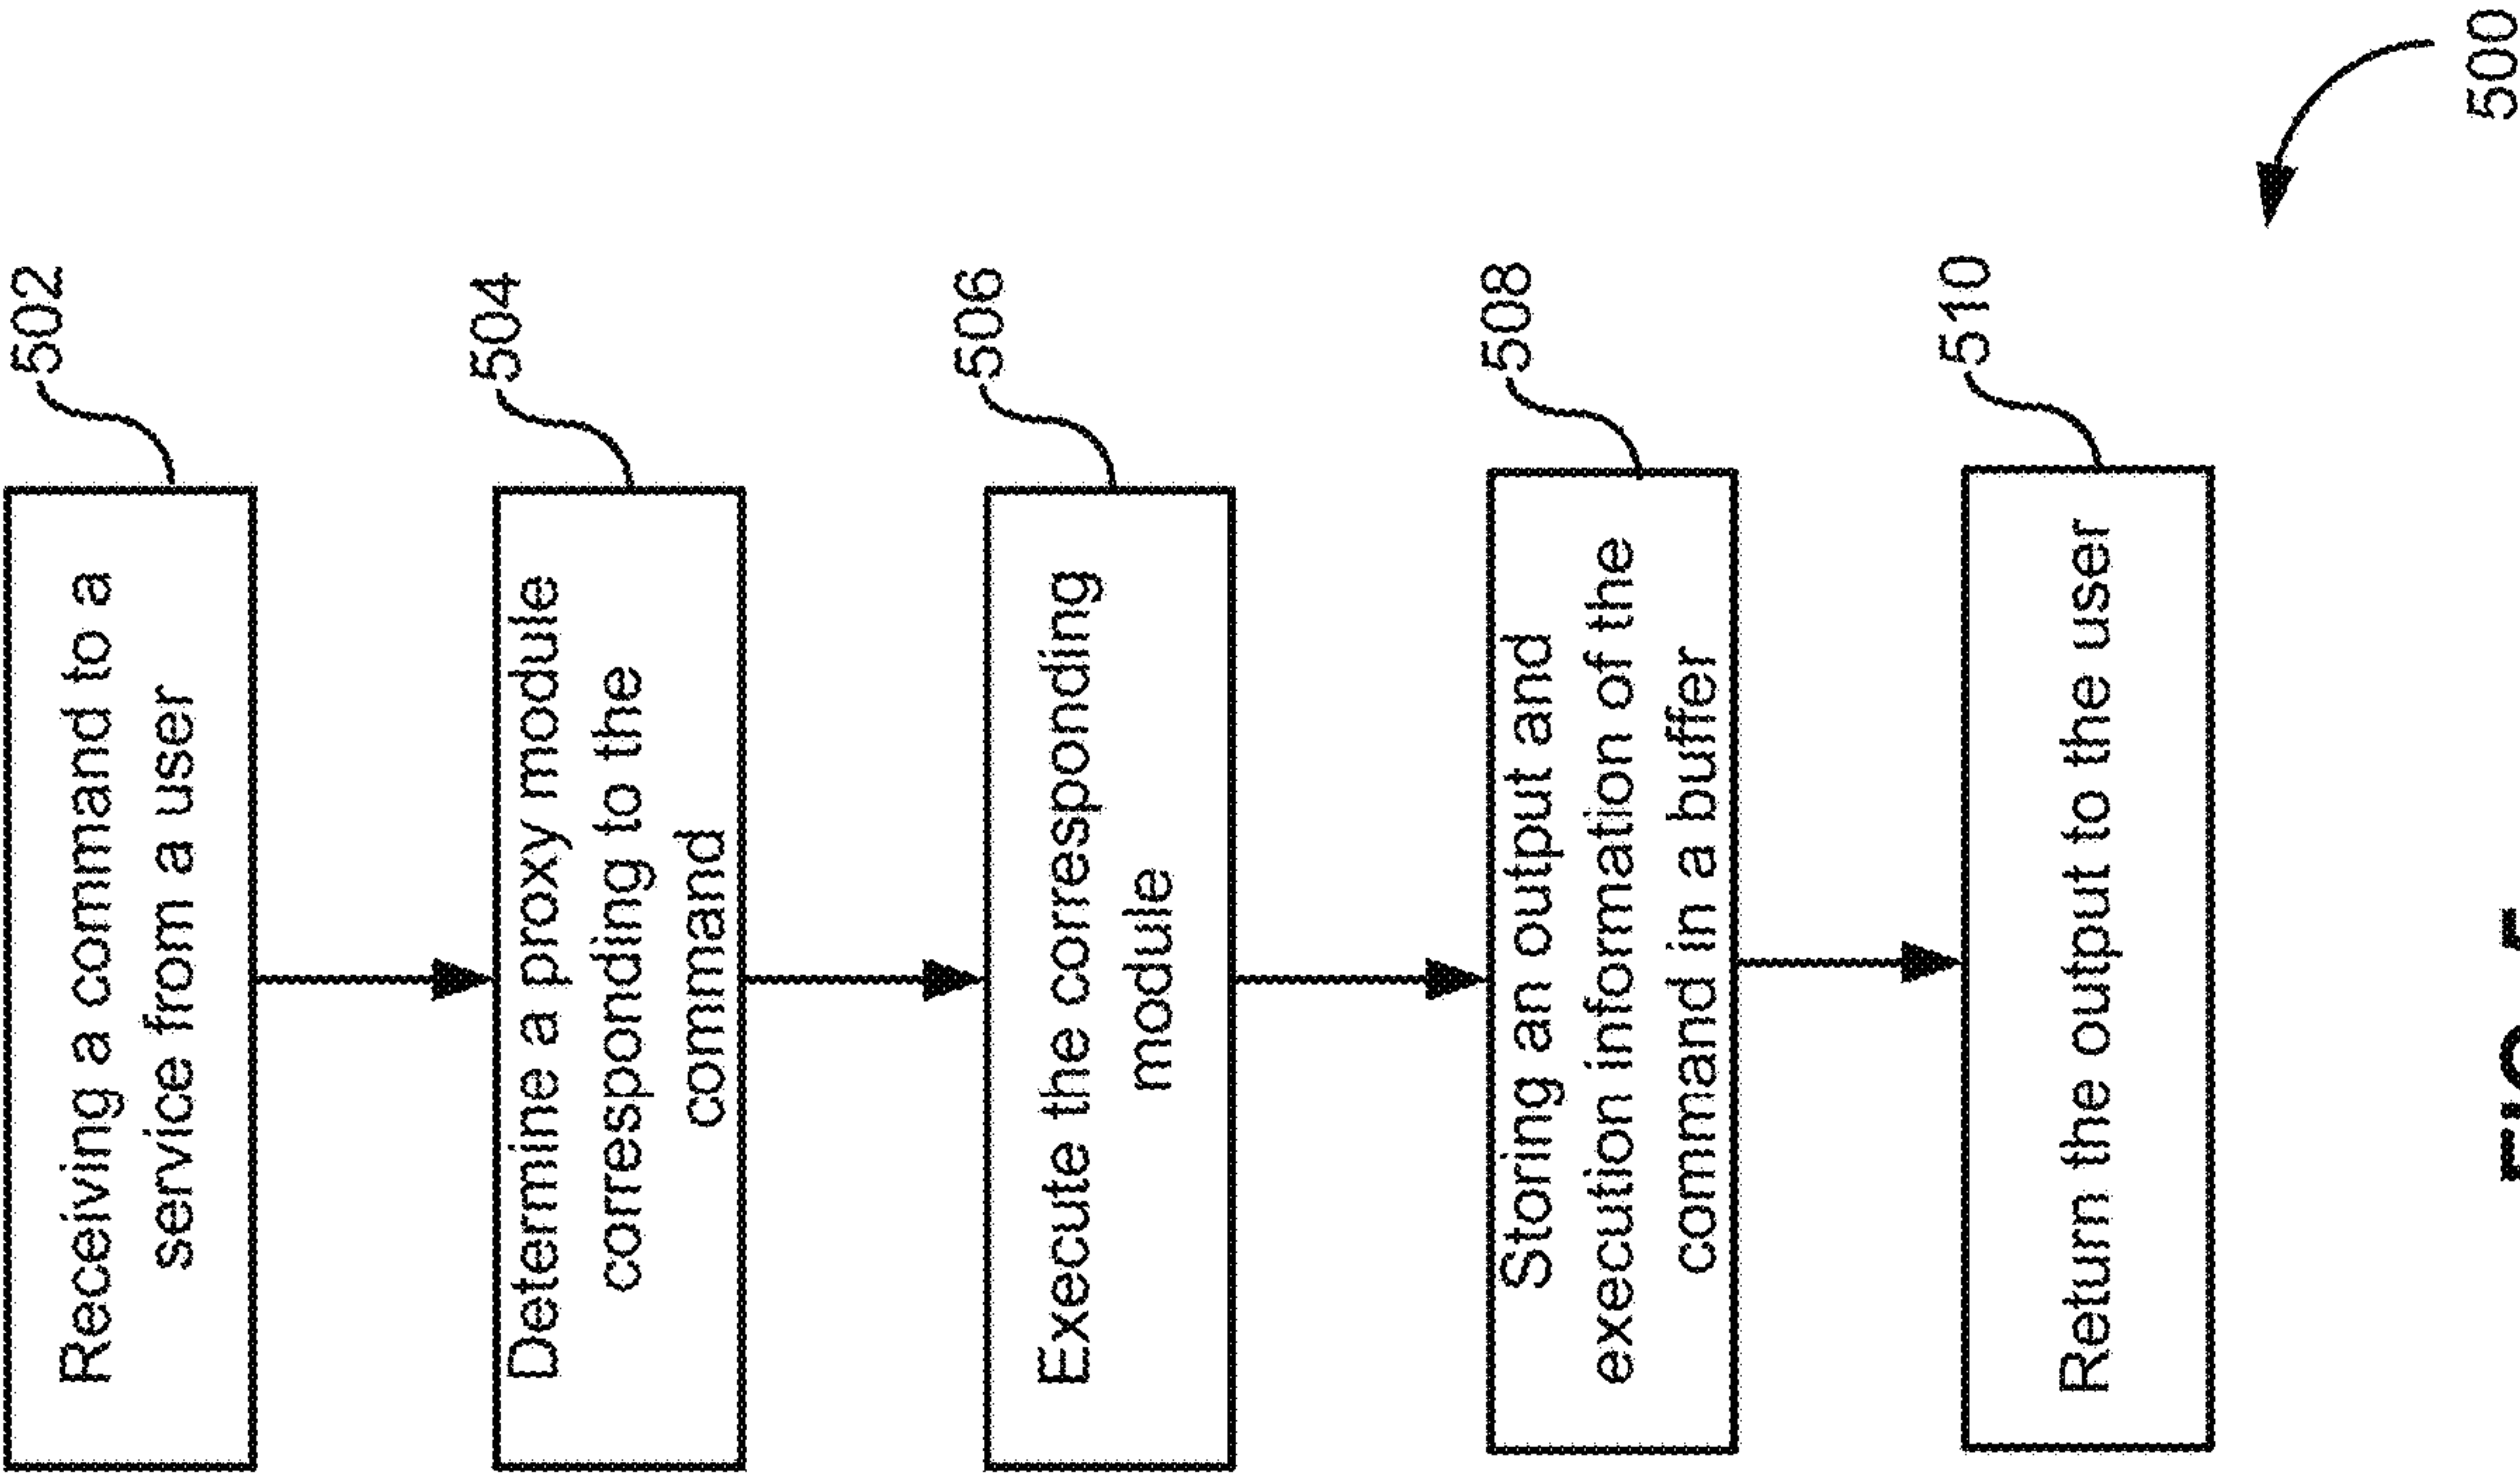 502
Receiving a command to a
service from a user
504
Determine a proxy module
corresponding to the
command
506
Execute the corresponding
module
508
Storing an output and
execution information of the
command in a buffer
510
Return the output to the user
500